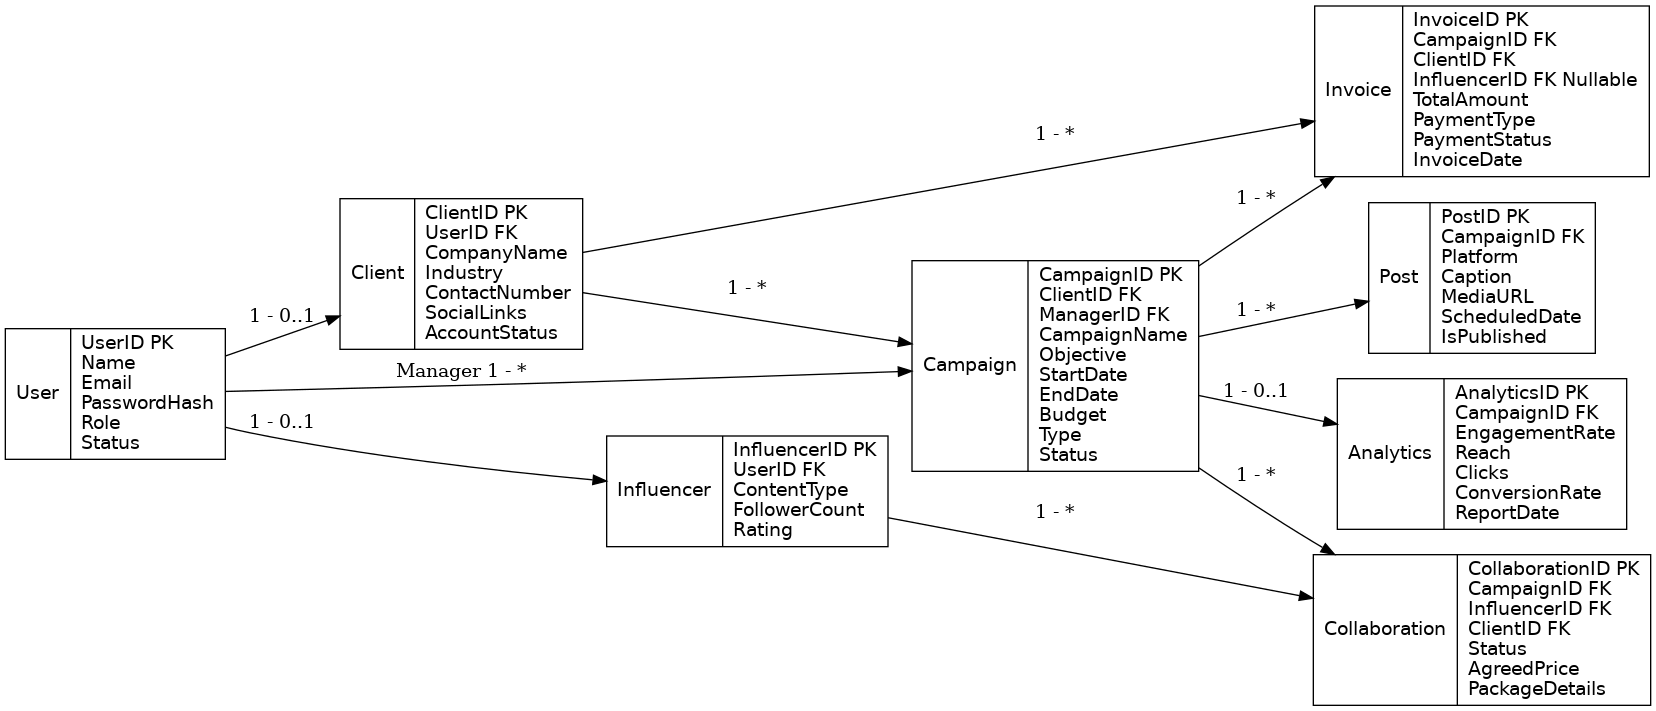 User
UserID PK
Name
Email
PasswordHash
Role
Status
1 - 0..1
Manager 1 - *
1 - 0..1
Client
ClientID PK
UserID FK
CompanyName
Industry
ContactNumber
SocialLinks
AccountStatus
1 - *
1 - *
Influencer
InfluencerID PK
UserID FK
ContentType
FollowerCount
Rating
1 - *
Campaign
CampaignID PK
ClientID FK
ManagerID FK
CampaignName
Objective
StartDate
EndDate
Budget
Type
Status
1 - *
1 - *
1 - 0..1
1 - *
Invoice
InvoiceID PK
CampaignID FK
ClientID FK
InfluencerID FK Nullable
TotalAmount
PaymentType
PaymentStatus
InvoiceDate
Post
PostID PK
CampaignID FK
Platform
Caption
MediaURL
ScheduledDate
IsPublished
Analytics
AnalyticsID PK
CampaignID FK
EngagementRate
Reach
Clicks
ConversionRate
ReportDate
Collaboration
CollaborationID PK
CampaignID FK
InfluencerID FK
ClientID FK
Status
AgreedPrice
PackageDetails